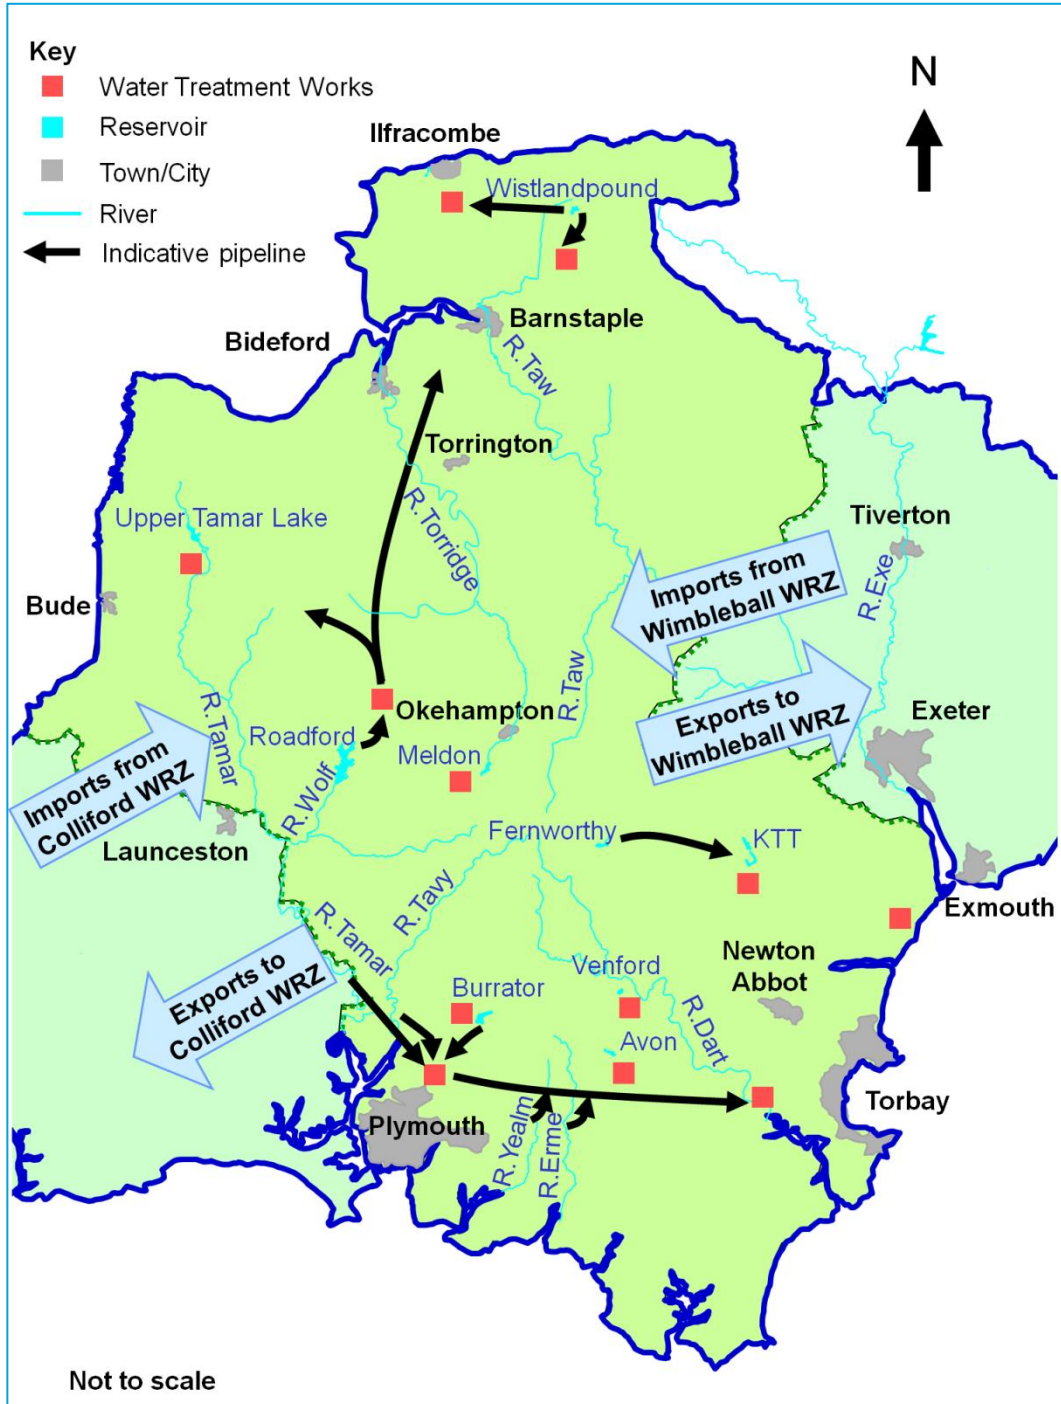 Key
Water Treatment Works
Reservoir
Town/City
River
Indicative pipeline
N
Ilfracombe
Wistlandpound
Barnstaple
Bideford
R.Taw
Torrington
R.Torridge
Upper Tamar Lake
Tiverton
Bude
Imports from
Wimbleball WRZ
R.Exe
R.Taw
R.Tamar
Okehampton
Exports to
Wimbleball WRZ
Exeter
Roadford
Meldon
Imports from
Colliford WRZ
R.Wolf
Launceston
Fernworthy
KTT
R.Tavy
Exmouth
R.Tamar
Newton
Abbot
Exports to
Colliford WRZ
Venford
Burrator
R.Dart
Avon
Torbay
Plymouth
R.Yealm
R.Erme
Not to scale